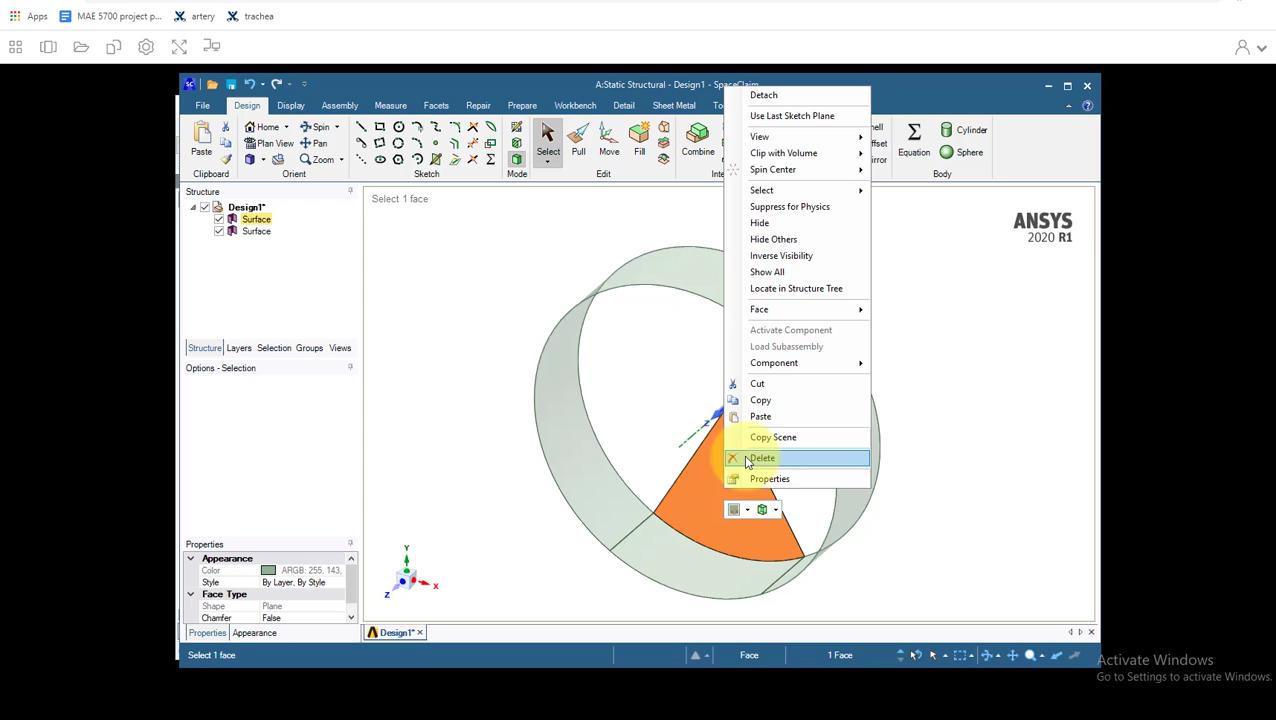 Apps
MAE 5700 project p...
artery
trachea
A:Static Structural - Design1 - SpaceClaim
File
Design
Display
Assembly
Measure
Facets
Repair
Prepare
Workbench
Detail
Sheet Metal
Paste
Home
Spin
Plan View
Pan
Zoom
Select
Pull
Move
Fill
Combine
Equation
Cylinder
Sphere
Clipboard
Orient
Sketch
Mode
Edit
Body
Structure
Design1*
Surface
Surface
Structure
Layers
Selection
Groups
Views
Options - Selection
Properties
Appearance
Color
ARGB: 255, 143,
Style
By Layer, By Style
Face Type
Shape
Plane
Chamfer
False
Properties
Appearance
Select 1 face
ANSYS
2020 R1
Detach
Use Last Sketch Plane
View
Clip with Volume
Spin Center
Select
Suppress for Physics
Hide
Hide Others
Inverse Visibility
Show All
Locate in Structure Tree
Face
Activate Component
Load Subassembly
Component
Cut
Copy
Paste
Copy Scene
Delete
Properties
Z
Y
X
Z
Design1*
Select 1 face
Face
1 Face
Activate Windows
Go to Settings to activate Windows.